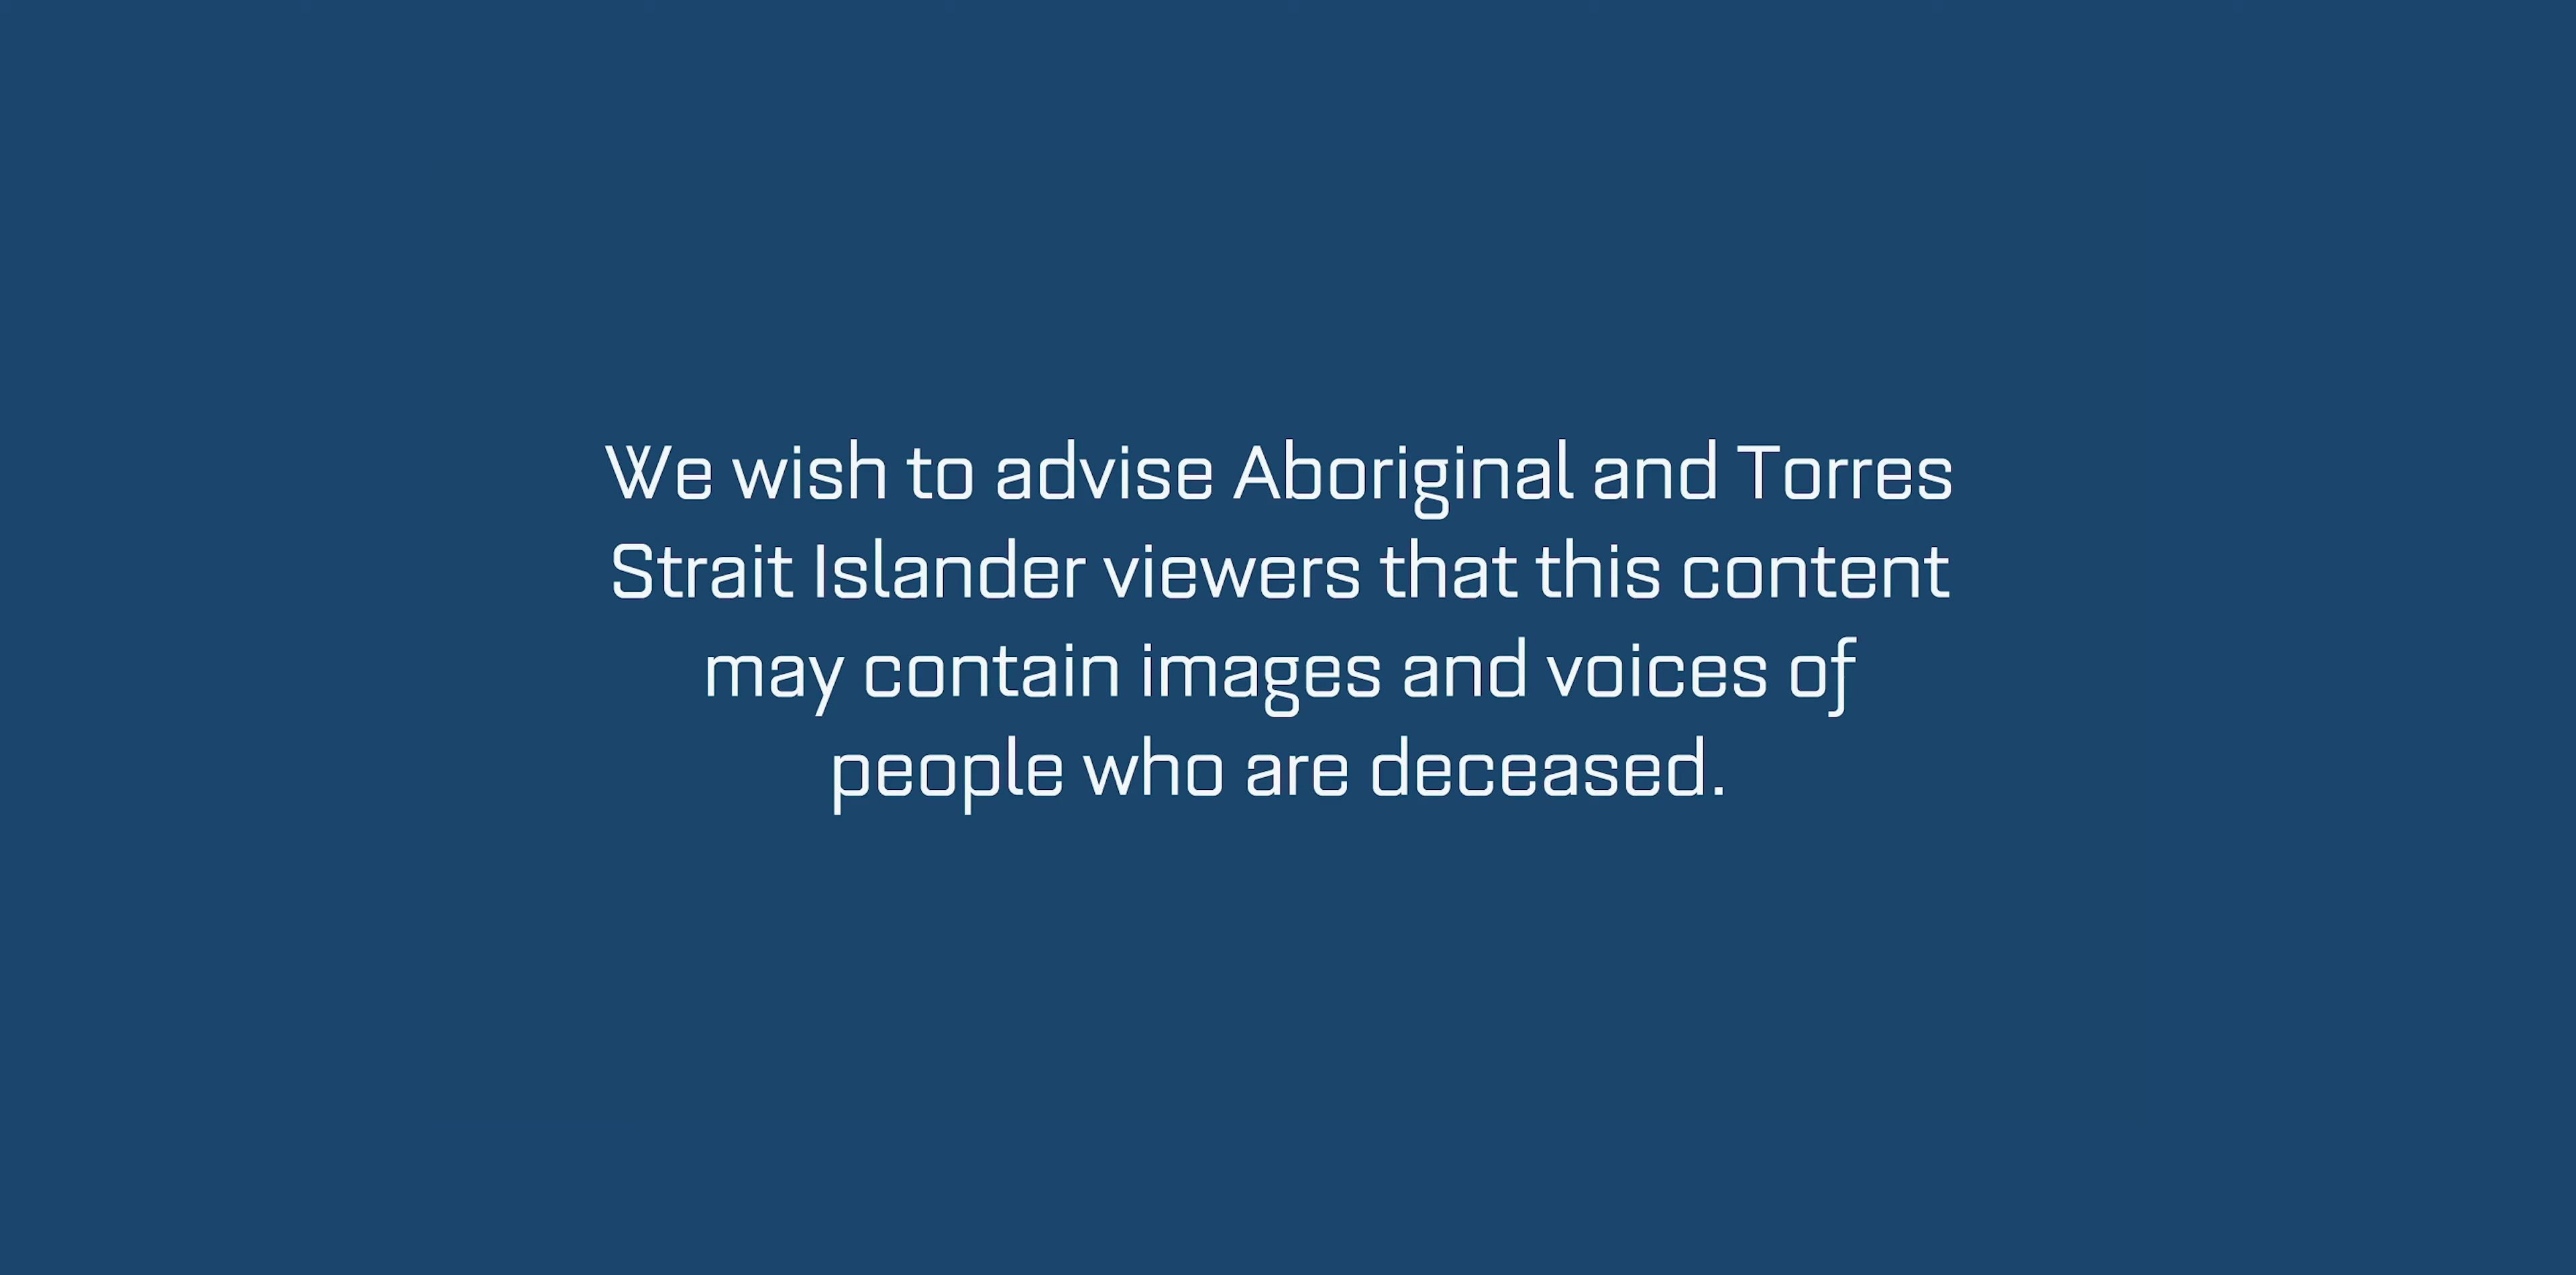 We wish to advise Aboriginal and Torres
Strait Islander viewers that this content
may contain images and voices of
people who are deceased.